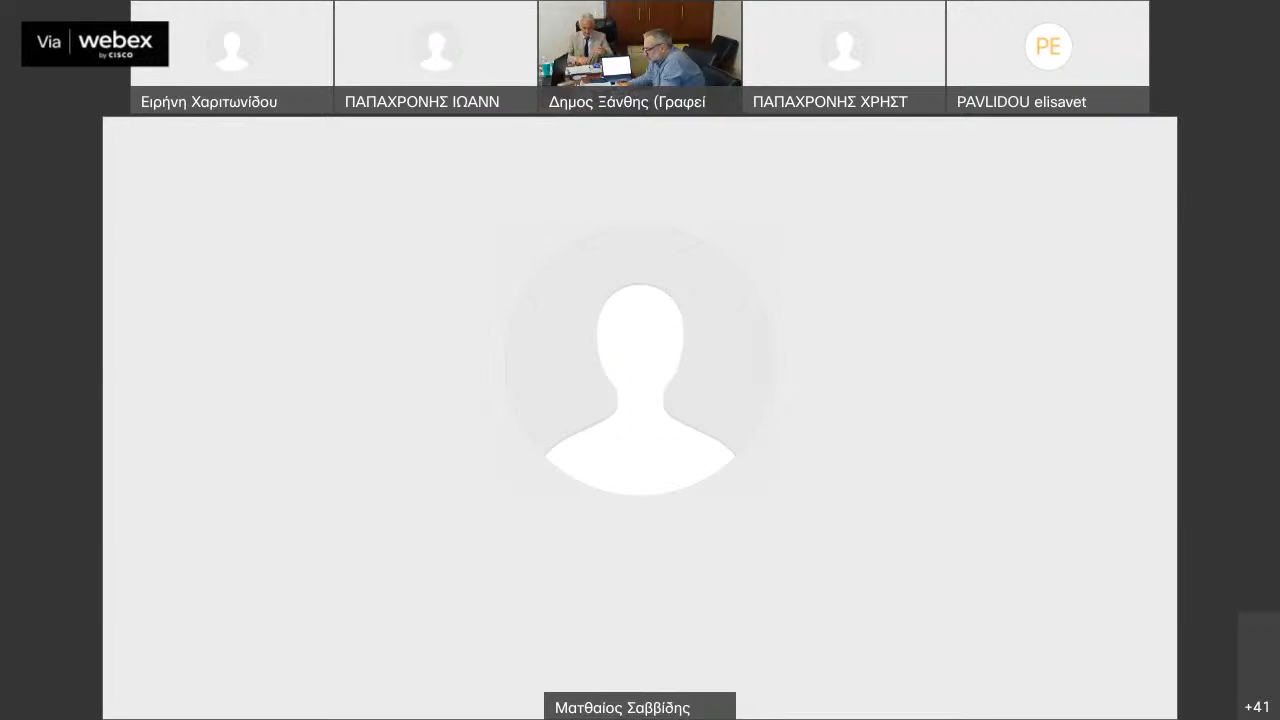 Via webex
by CISCO
Ειρήνη Χαριτωνίδου
ΠΑΠΑΧΡΟΝΗΣ ΙΩΑΝΝ
Δημος Ξάνθης (Γραφεί
ΠΑΠΑΧΡΟΝΗΣ ΧΡΗΣΤ
PE
PAVLIDOU elisavet
Ματθαίος Σαββίδης
+41